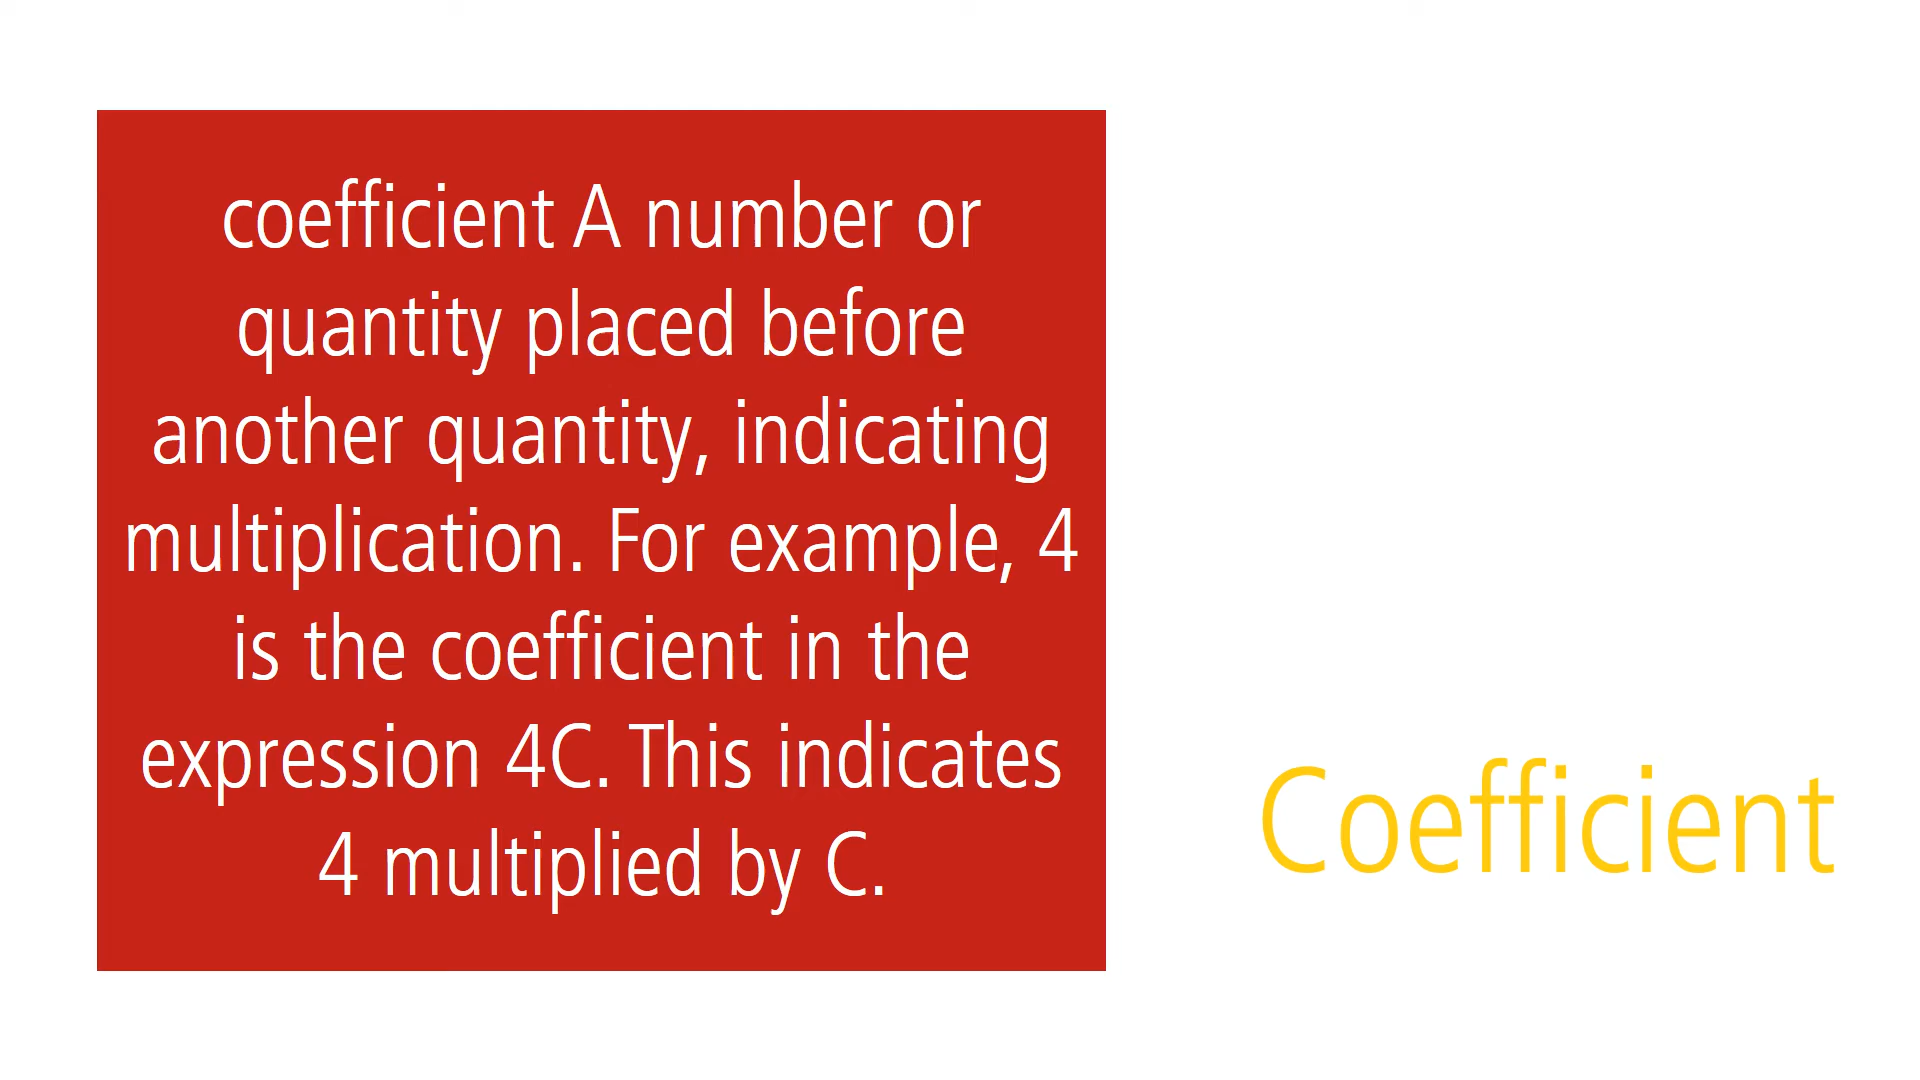 coefficient A number or
quantity placed before
another quantity, indicating
multiplication. For example, 4
is the coefficient in the
expression 4C. This indicates
4 multiplied by C.
Coefficient